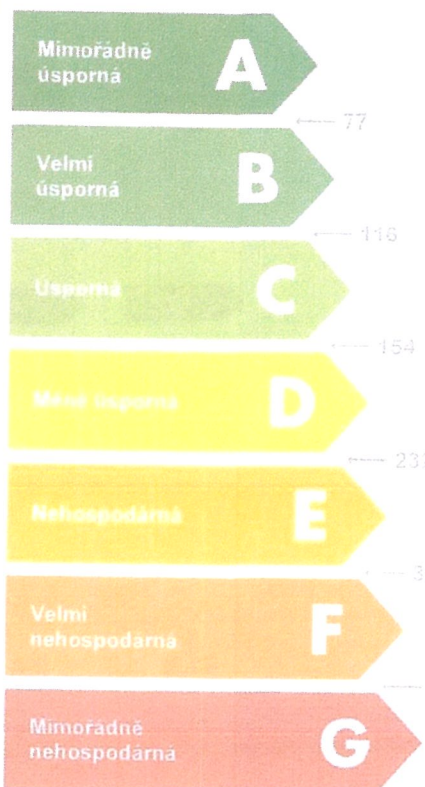 Mimořádně
úsporná
A
77
Velmi
úsporná
B
116
Úsporná
C
154
Méně úsporná
D
Nehospodárná
E
Velmi
nehospodárná
F
Mimořádně
nehospodárná
G